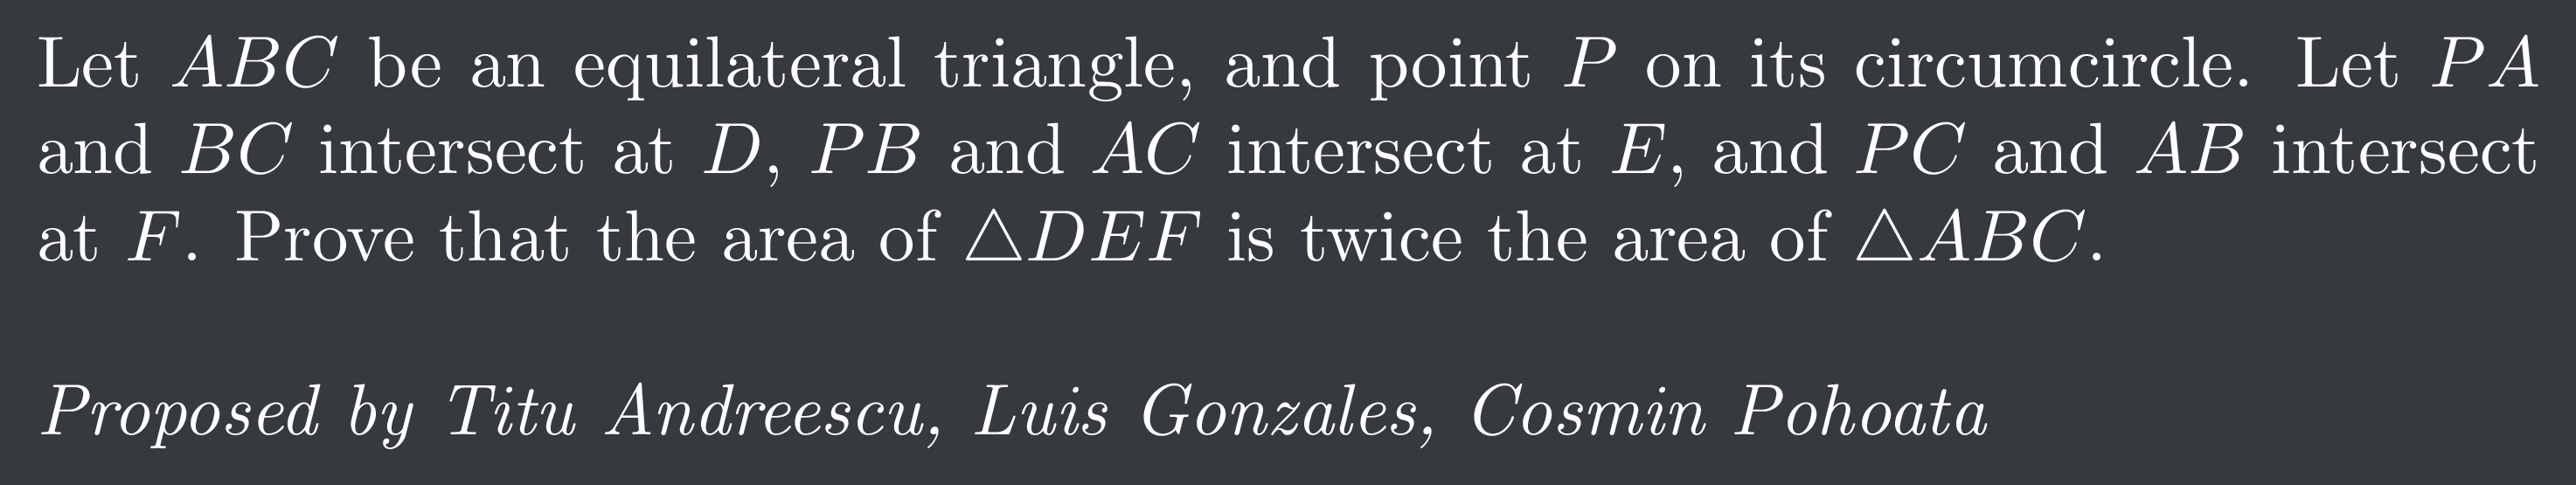 Let ABC be an equilateral triangle, and point P on its circumcircle. Let PA
and BC intersect at D, PB and AC intersect at E, and PC and AB intersect
at F. Prove that the area of △DEF is twice the area of △ABC.
Proposed by Titu Andreescu, Luis Gonzales, Cosmin Pohoata